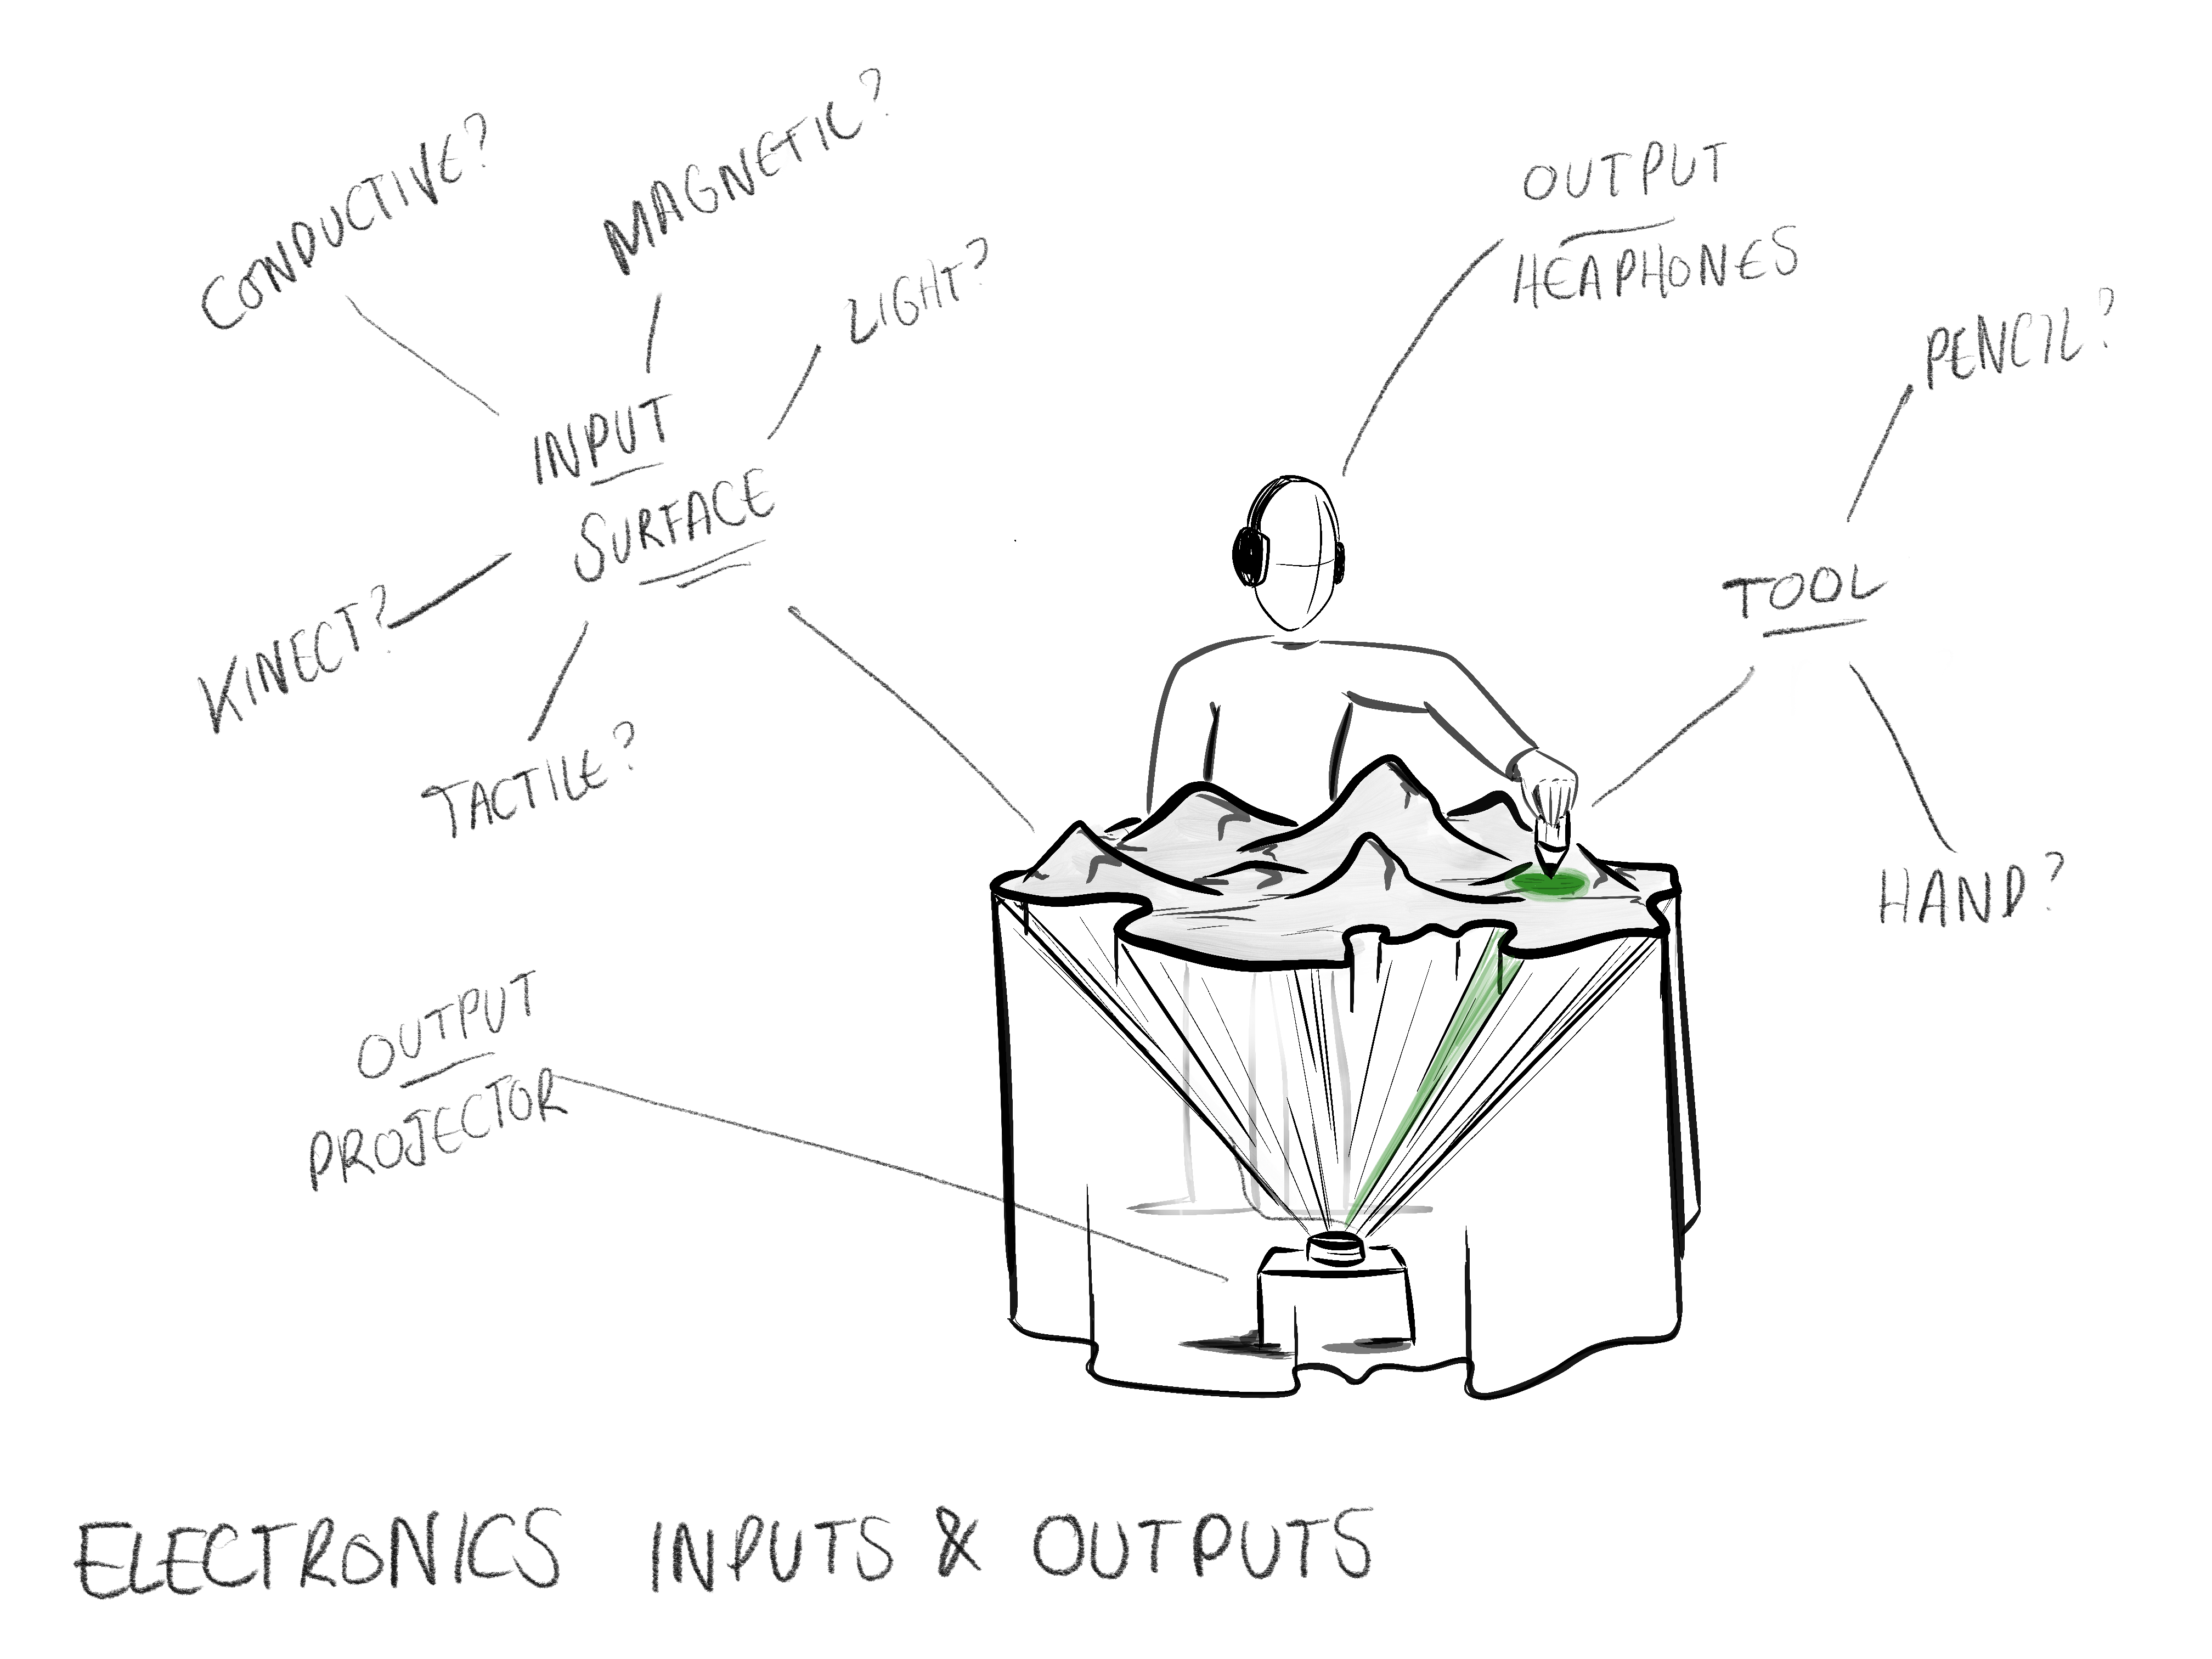 CONDUCTIVE?
MAGNETIC?
LIGHT?
INPUT
SURFACE
KINECT?
TACTILE?
OUTPUT
HEAPHONES
PENCIL?
TOOL
HAND?
OUTPUT
PROJECTOR
ELECTRONICS INPUTS & OUTPUTS